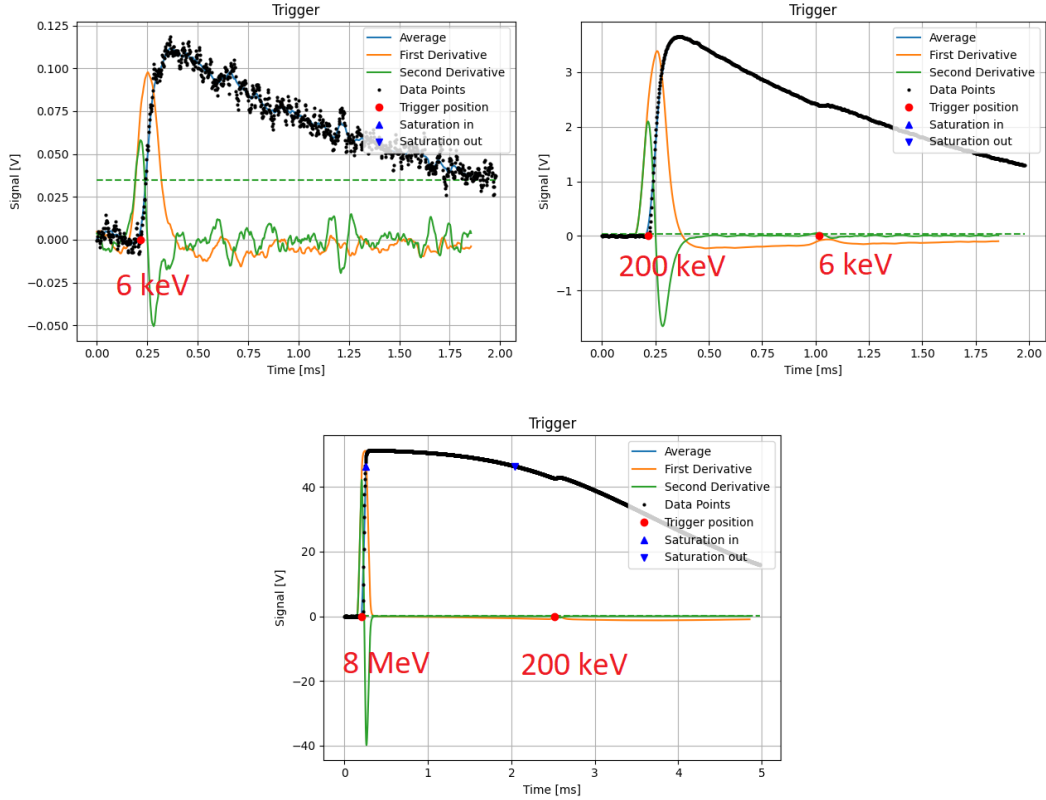 Trigger
0.125
0.100
0.075
0.050
0.025
0.000
−0.025
−0.050
Signal [V]
Average
First Derivative
Second Derivative
Data Points
Trigger position
Saturation in
Saturation out
6 keV
0.00 0.25 0.50 0.75 1.00 1.25 1.50 1.75 2.00
Time [ms]
Trigger
3
2
1
0
−1
Signal [V]
Average
First Derivative
Second Derivative
Data Points
Trigger position
Saturation in
Saturation out
200 keV 6 keV
0.00 0.25 0.50 0.75 1.00 1.25 1.50 1.75 2.00
Time [ms]
Trigger
40
20
0
−20
−40
Signal [V]
Average
First Derivative
Second Derivative
Data Points
Trigger position
Saturation in
Saturation out
8 MeV 200 keV
0 1 2 3 4 5
Time [ms]